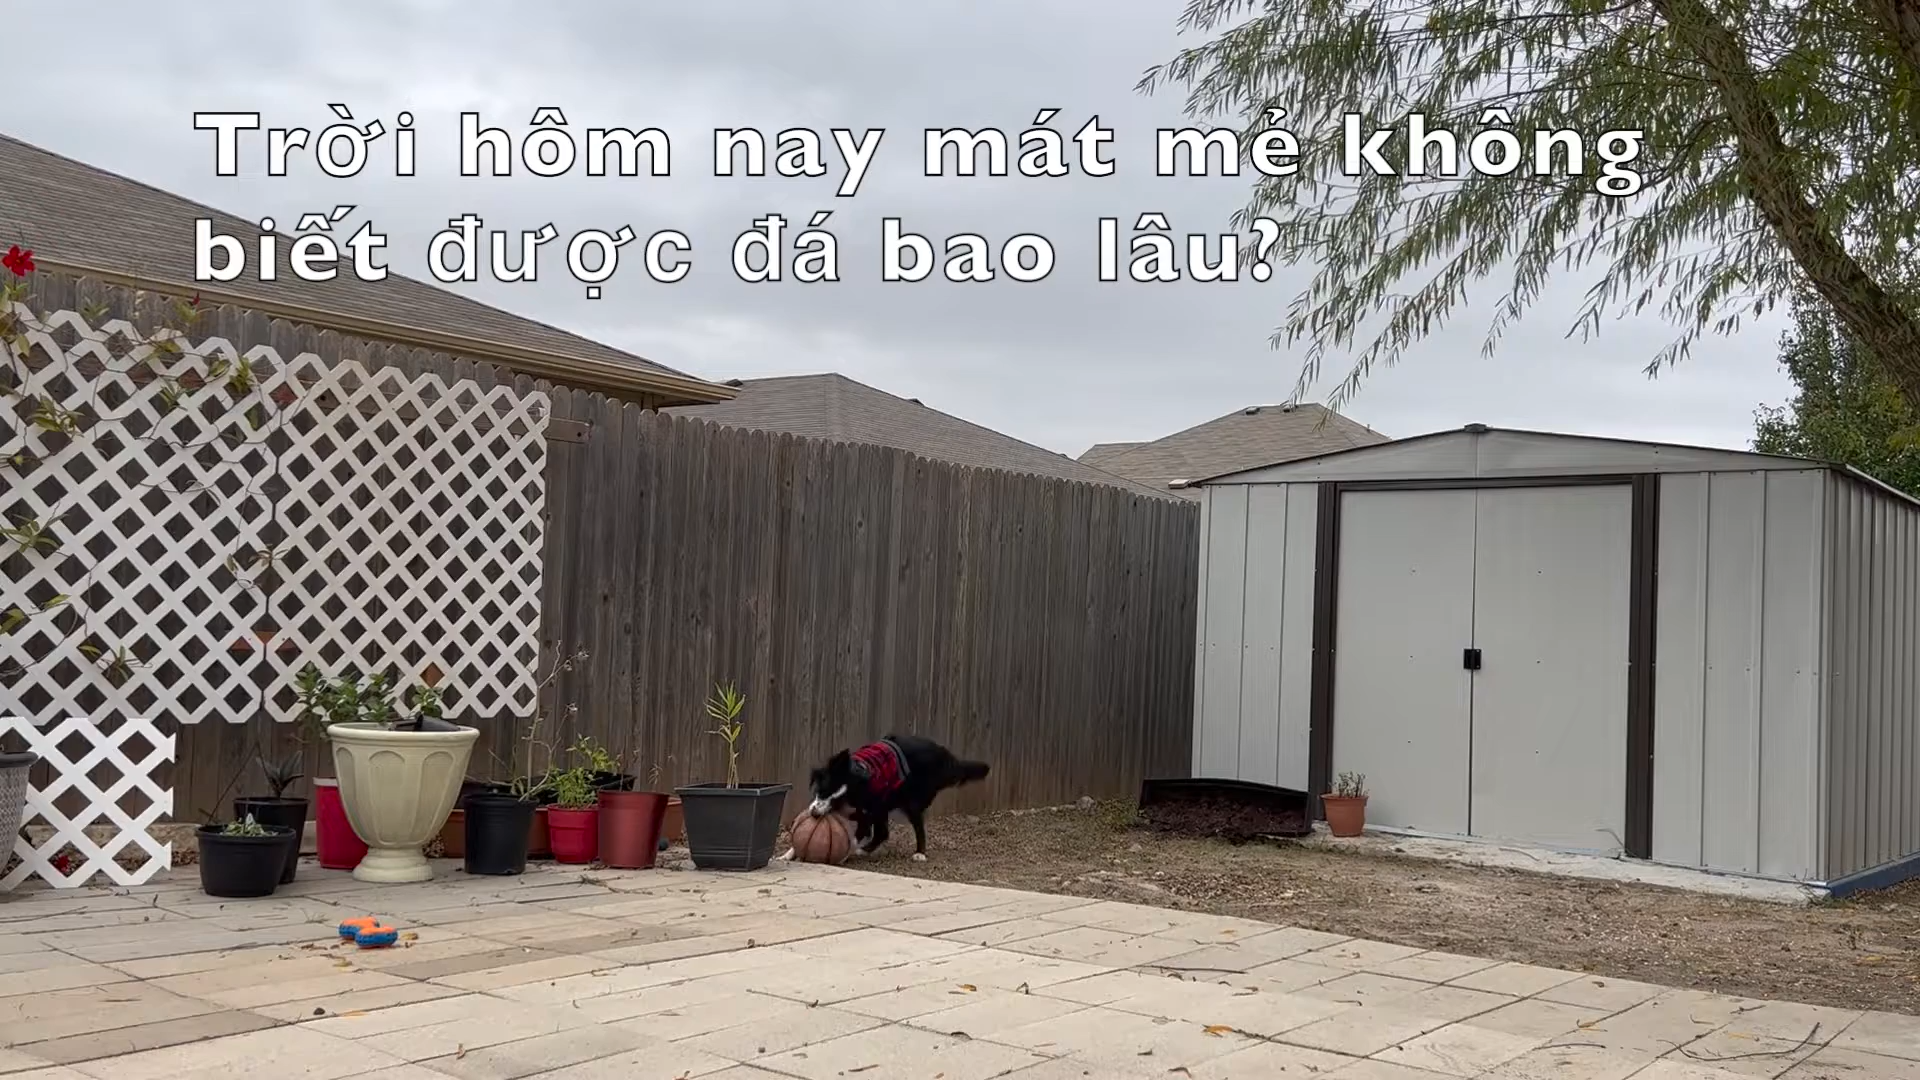 Trời hôm nay mát mẻ không
biết được đá bao lâu?